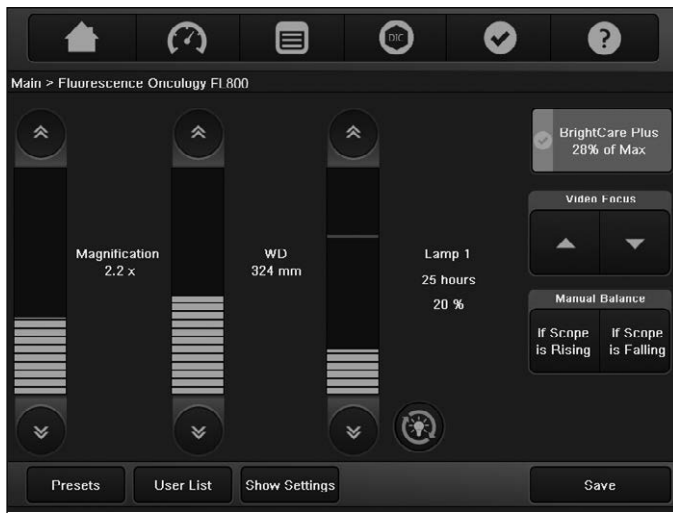 DIC
?
Main > Fluorescence Oncology FL800
BrightCare Plus
28% of Max
Video Focus
Magnification
2.2 x
WD
324 mm
Lamp 1
25 hours
20 %
Manual Balance
If Scope
is Rising
If Scope
is Falling
Presets
User List
Show Settings
Save